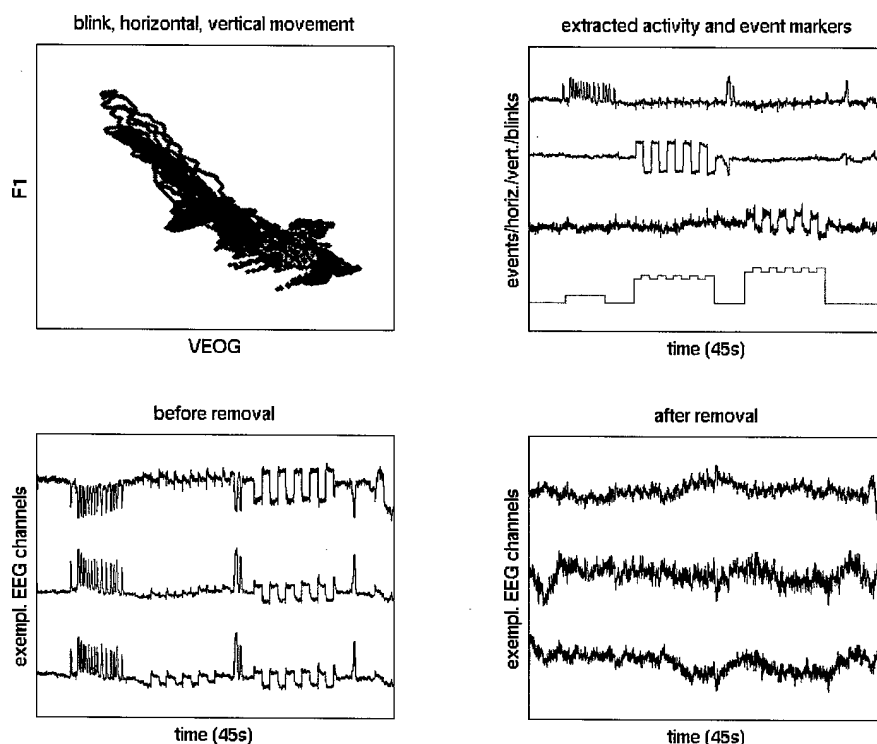 blink, horizontal, vertical movement
F1
VEOG
extracted activity and event markers
events/horiz./vert./blinks
time (45s)
before removal
exempl. EEG channels
time (45s)
after removal
exempl. EEG channels
time (45s)